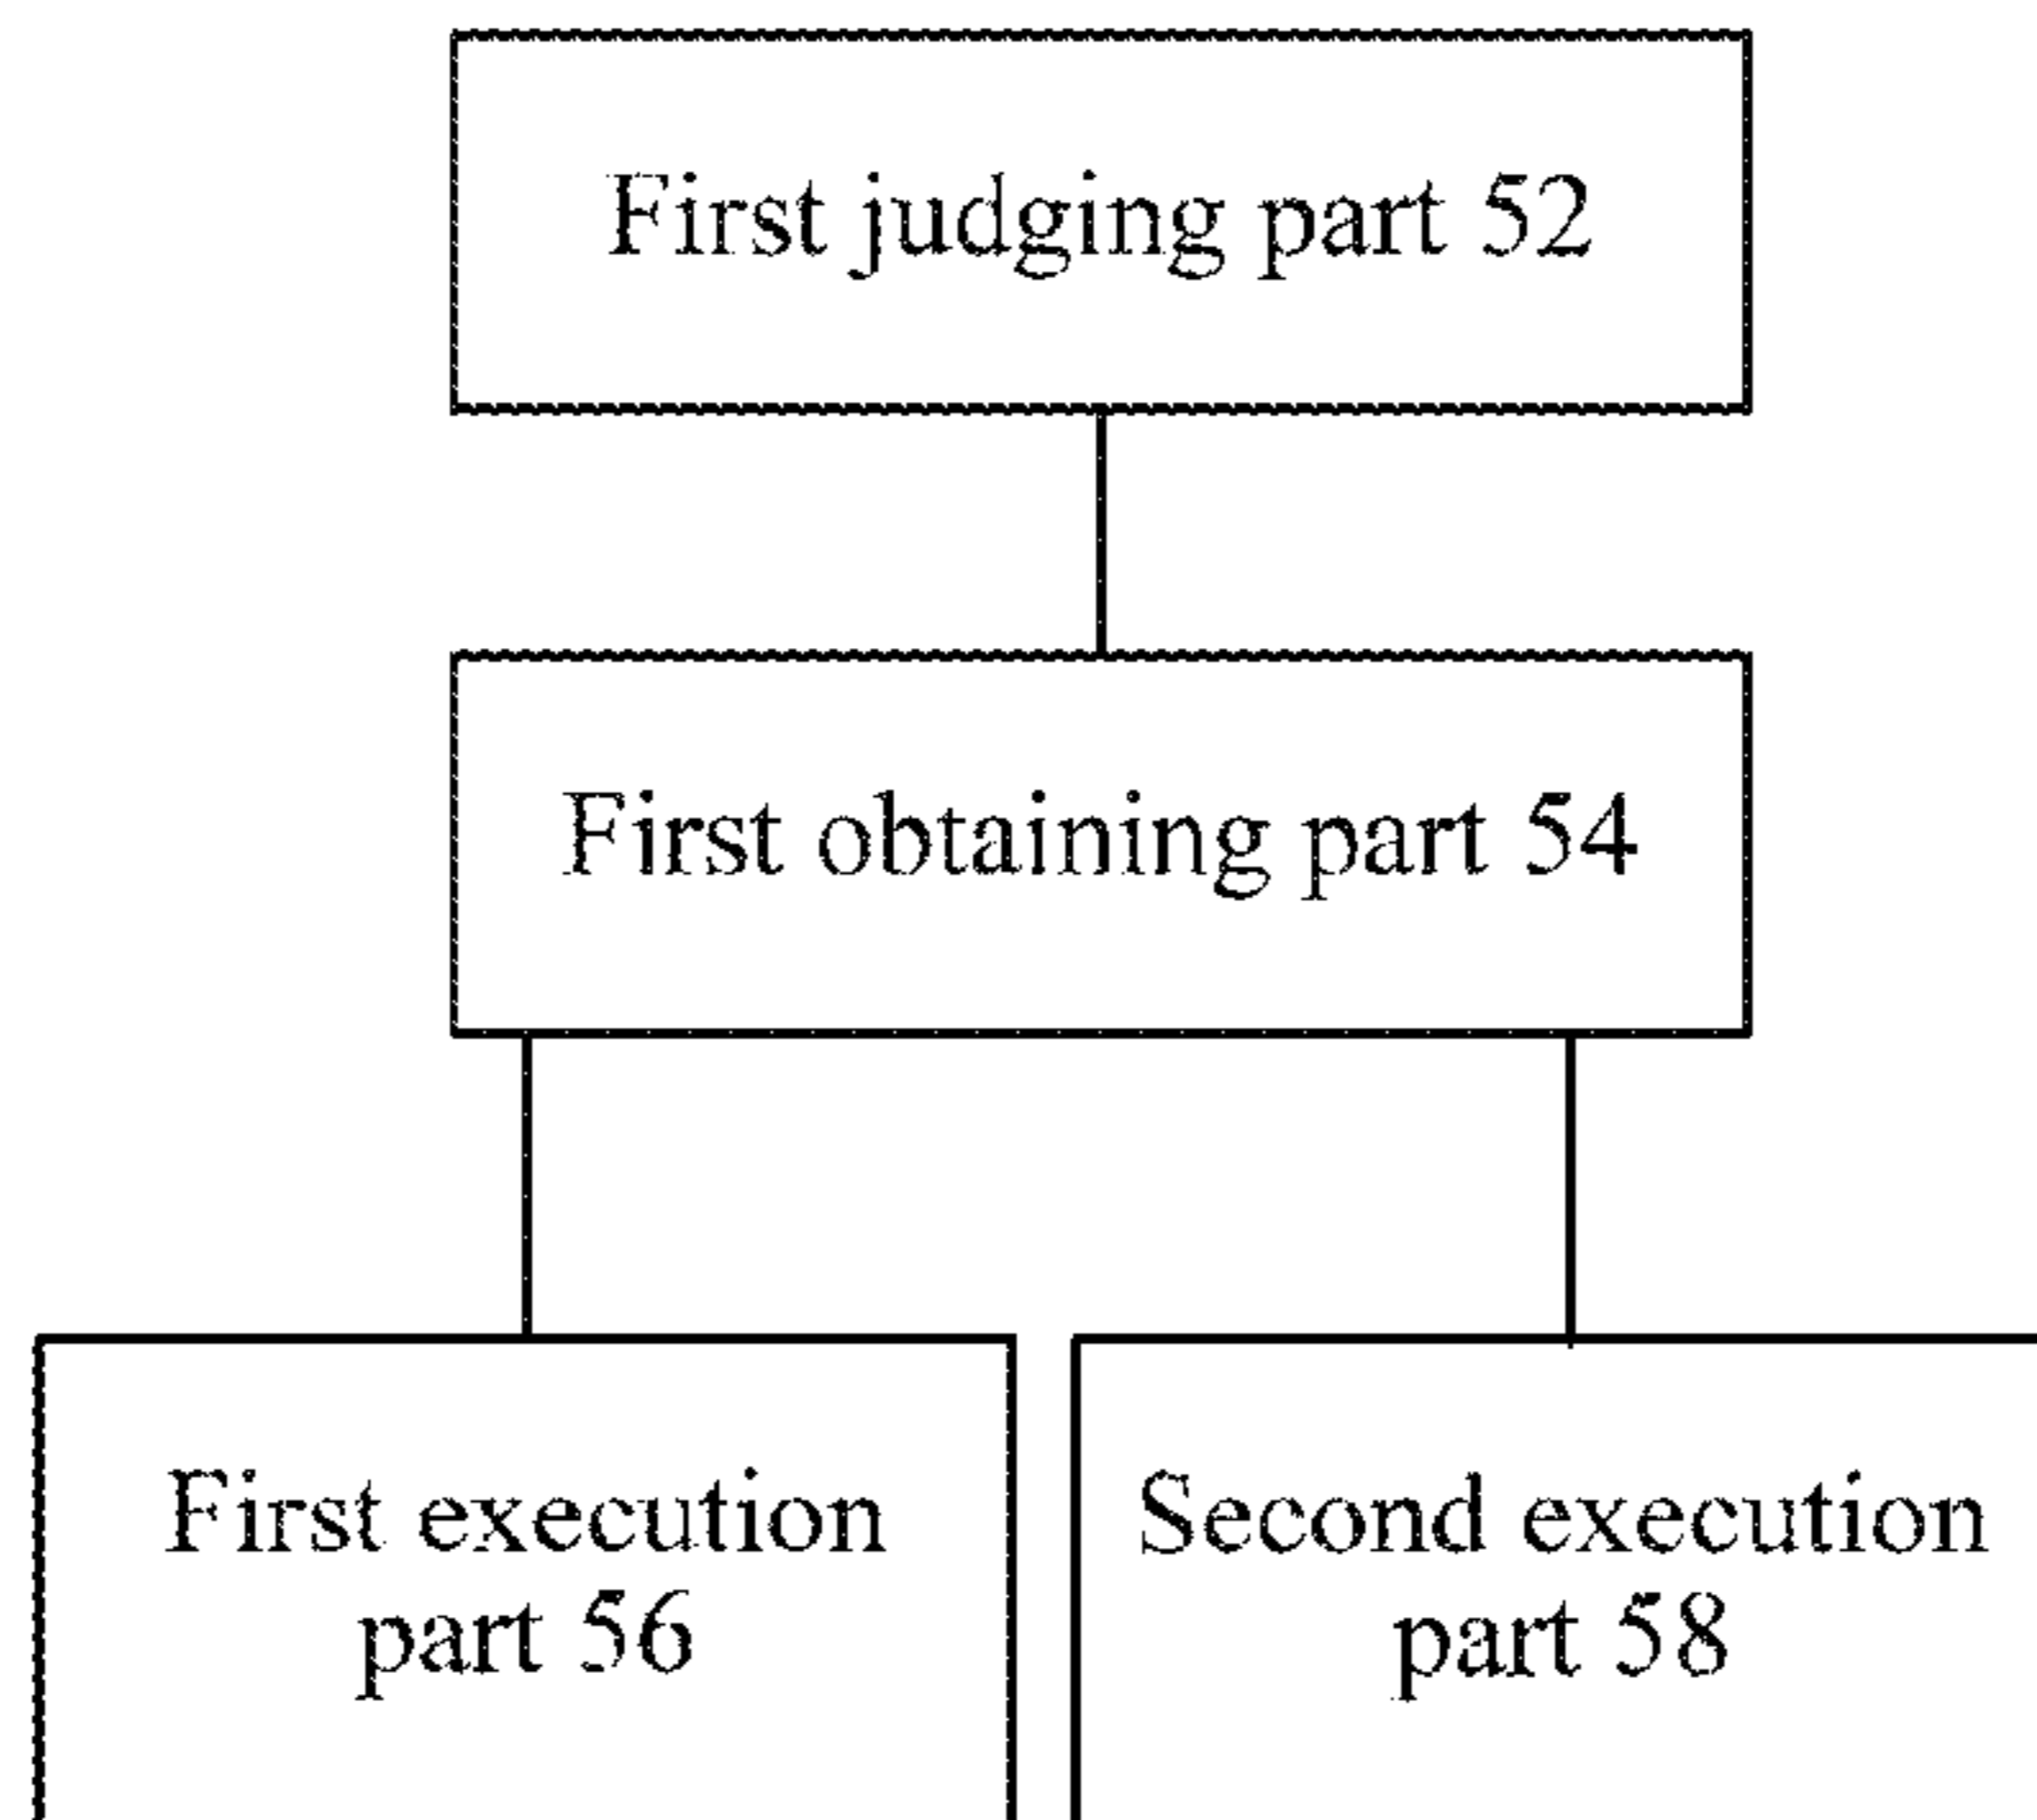 First judging part 52
First obtaining part 54
First execution
part 56
Second execution
part 58